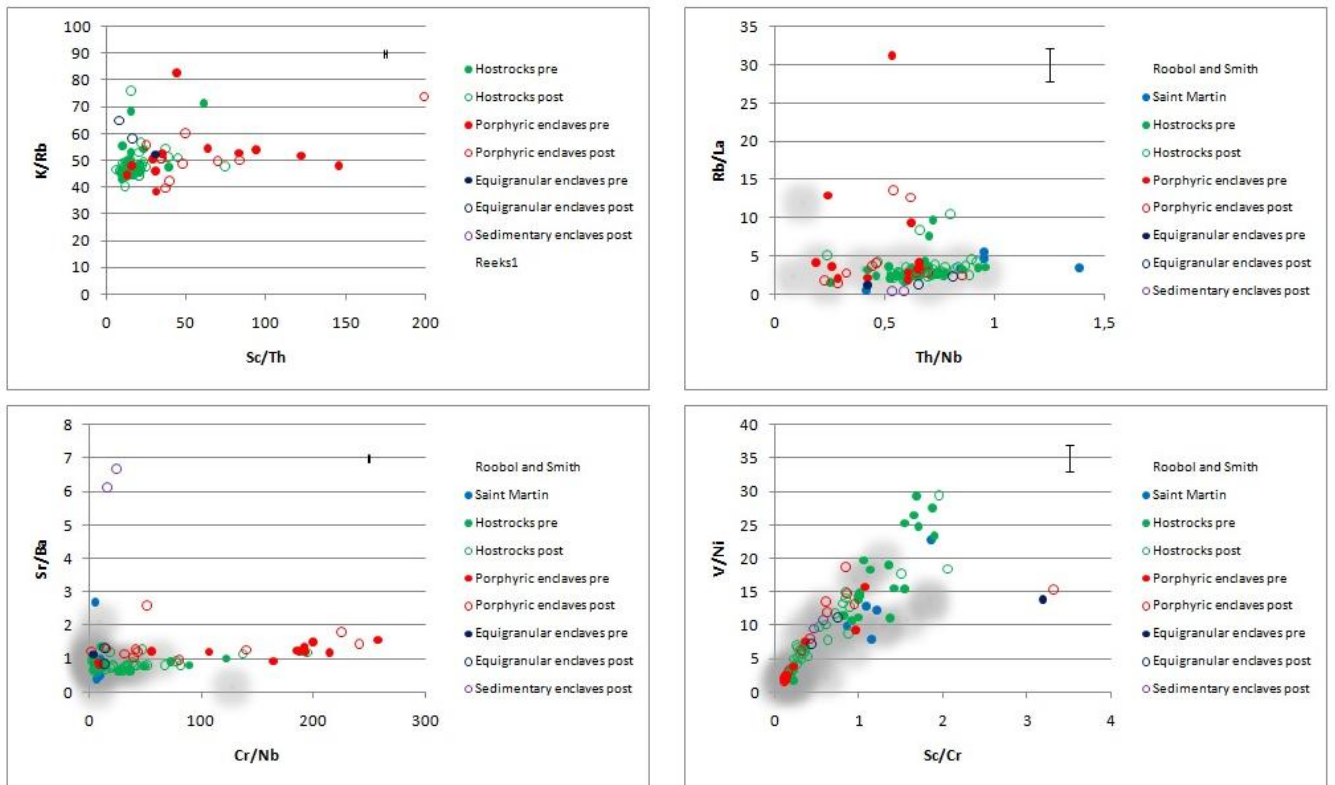 100
90
80
70
60
50
40
30
20
10
0
K/Rb
0 50 100 150 200
Sc/Th
Hostrocks pre
Hostrocks post
Porphyric enclaves pre
Porphyric enclaves post
Equigranular enclaves pre
Equigranular enclaves post
Sedimentary enclaves post
Reeks1
35
30
25
20
15
10
5
0
Rb/La
0 0,5 1 1,5
Th/Nb
Roobol and Smith
Saint Martin
Hostrocks pre
Hostrocks post
Porphyric enclaves pre
Porphyric enclaves post
Equigranular enclaves pre
Equigranular enclaves post
Sedimentary enclaves post
8
7
6
5
4
3
2
1
0
Sr/Ba
0 100 200 300
Cr/Nb
Roobol and Smith
Saint Martin
Hostrocks pre
Hostrocks post
Porphyric enclaves pre
Porphyric enclaves post
Equigranular enclaves pre
Equigranular enclaves post
Sedimentary enclaves post
40
35
30
25
20
15
10
5
0
V/Ni
0 1 2 3 4
Sc/Cr
Roobol and Smith
Saint Martin
Hostrocks pre
Hostrocks post
Porphyric enclaves pre
Porphyric enclaves post
Equigranular enclaves pre
Equigranular enclaves post
Sedimentary enclaves post